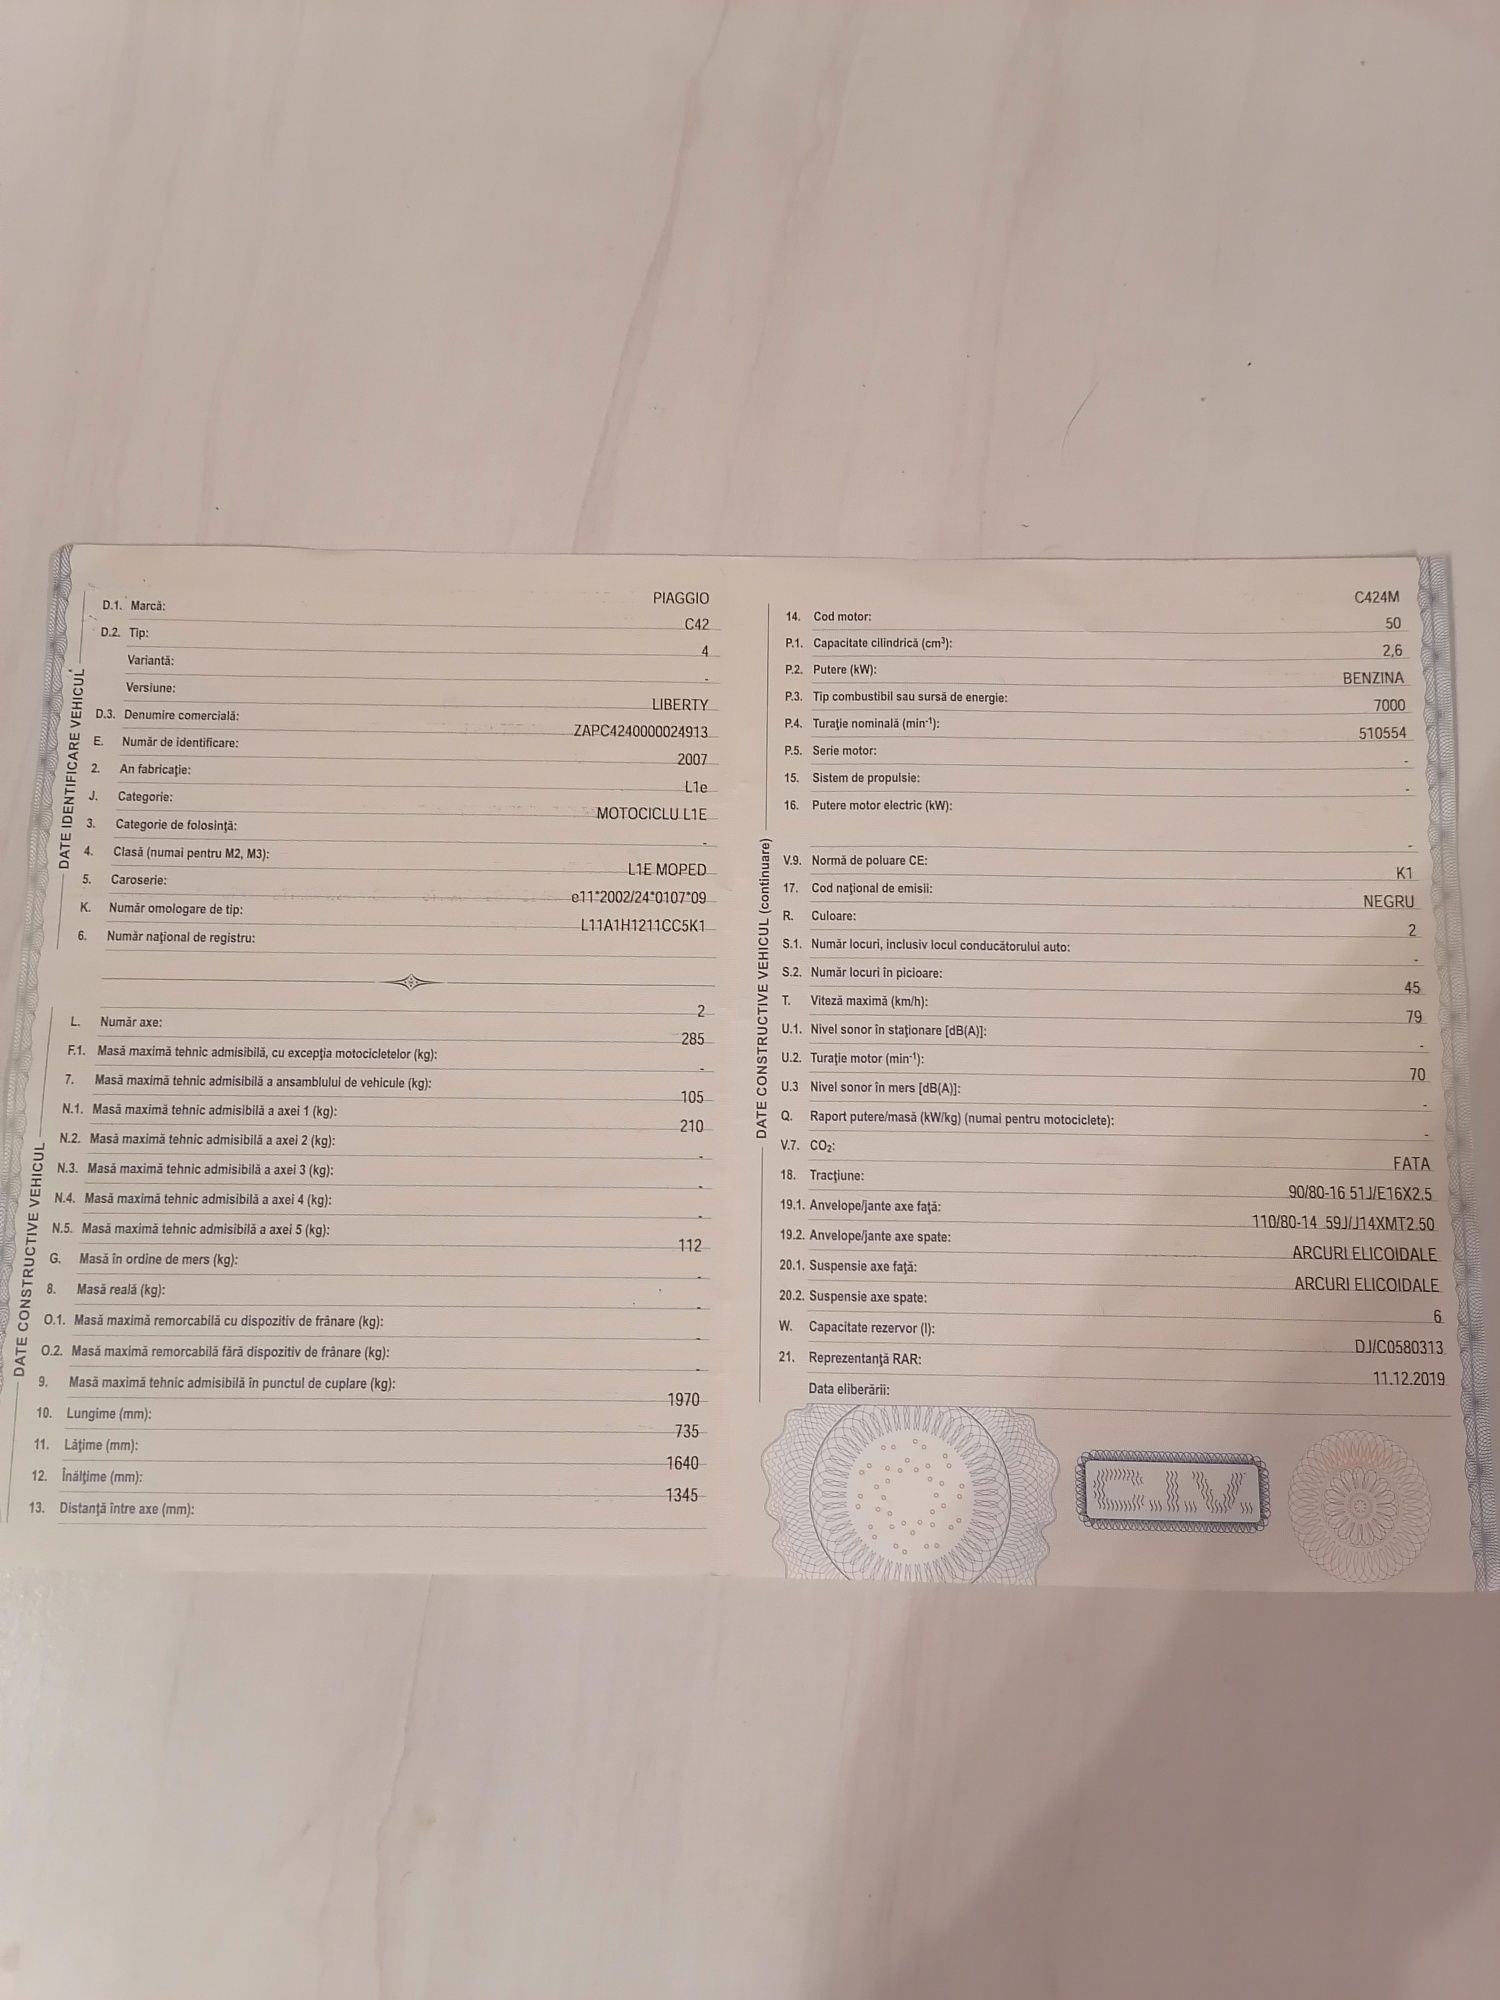 DATE IDENTIFICARE VEHICUL
D.1. Marcă: PIAGGIO
D.2. Tip: C42
Variantă: 4
Versiune: -
D.3. Denumire comercială: LIBERTY
E. Număr de identificare: ZAPC4240000024913
2. An fabricație: 2007
J. Categorie: L1e
3. Categorie de folosință: MOTOCICLU L1E
4. Clasă (numai pentru M2, M3): -
5. Caroserie: L1E MOPED
K. Număr omologare de tip: e11*2002/24*0107*09
6. Număr național de registru: L11A1H1211CC5K1
DATE CONSTRUCTIVE VEHICUL
L. Număr axe: 2
F.1. Masă maximă tehnic admisibilă, cu excepția motocicletelor (kg): 285
7. Masă maximă tehnic admisibilă a ansamblului de vehicule (kg): -
N.1. Masă maximă tehnic admisibilă a axei 1 (kg): 105
N.2. Masă maximă tehnic admisibilă a axei 2 (kg): 210
N.3. Masă maximă tehnic admisibilă a axei 3 (kg): -
N.4. Masă maximă tehnic admisibilă a axei 4 (kg): -
N.5. Masă maximă tehnic admisibilă a axei 5 (kg): -
G. Masă în ordine de mers (kg): 112
8. Masă reală (kg): -
O.1. Masă maximă remorcabilă cu dispozitiv de frânare (kg): -
O.2. Masă maximă remorcabilă fără dispozitiv de frânare (kg): -
9. Masă maximă tehnic admisibilă în punctul de cuplare (kg): -
10. Lungime (mm): 1970
11. Lățime (mm): 735
12. Înălțime (mm): 1640
13. Distanță între axe (mm): 1345
DATE CONSTRUCTIVE VEHICUL (continuare)
14. Cod motor: C424M
P.1. Capacitate cilindrică (cm³): 50
P.2. Putere (kW): 2,6
P.3. Tip combustibil sau sursă de energie: BENZINA
P.4. Turație nominală (min⁻¹): 7000
P.5. Serie motor: 510554
15. Sistem de propulsie: -
16. Putere motor electric (kW): -
V.9. Normă de poluare CE: -
17. Cod național de emisii: K1
R. Culoare: NEGRU
S.1. Număr locuri, inclusiv locul conducătorului auto: 2
S.2. Număr locuri în picioare: -
T. Viteză maximă (km/h): 45
U.1. Nivel sonor în staționare [dB(A)]: 79
U.2. Turație motor (min⁻¹): -
U.3 Nivel sonor în mers [dB(A)]: 70
Q. Raport putere/masă (kW/kg) (numai pentru motociclete): -
V.7. CO₂: -
18. Tracțiune: FATA
19.1. Anvelope/jante axe față: 90/80-16 51J/E16X2.5
19.2. Anvelope/jante axe spate: 110/80-14 59J/J14XMT2.50
20.1. Suspensie axe față: ARCURI ELICOIDALE
20.2. Suspensie axe spate: ARCURI ELICOIDALE
W. Capacitate rezervor (l): 6
21. Reprezentanță RAR: DJ/C0580313
Data eliberării: 11.12.2019
C.I.V.